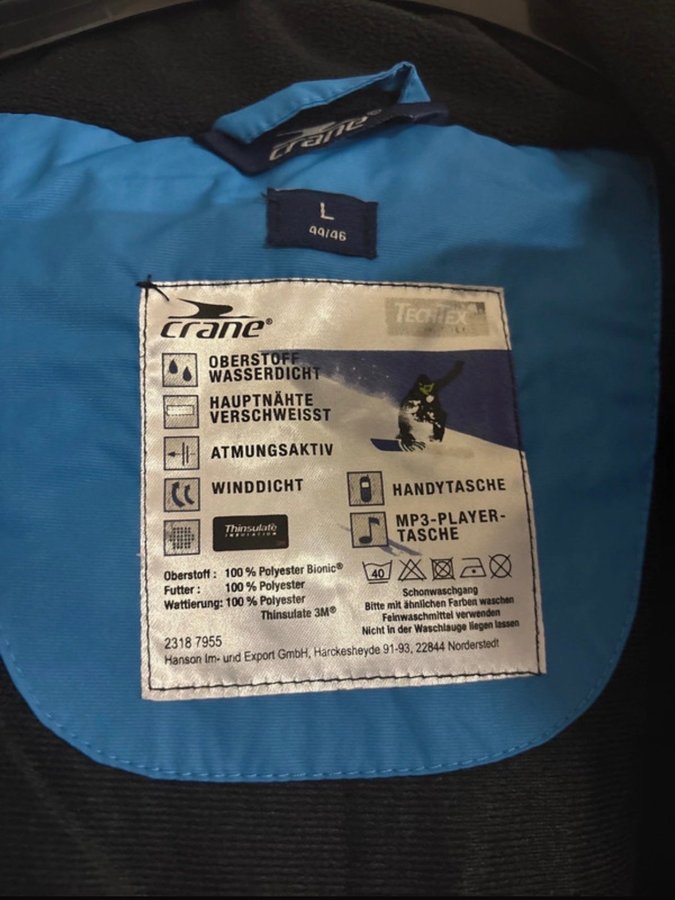 crane®
L
44/46
crane®
TECHTEX
OBERSTOFF
WASSERDICHT
HAUPTNÄHTE
VERSCHWEISST
ATMUNGSAKTIV
WINDDICHT
Thinsulate
INSULATION
HANDYTASCHE
MP3-PLAYER-
TASCHE
Oberstoff : 100 % Polyester Bionic®
Futter : 100 % Polyester
Wattierung: 100 % Polyester
Thinsulate 3M®
40
Schonwaschgang
Bitte mit ähnlichen Farben waschen
Feinwaschmittel verwenden
Nicht in der Waschlauge liegen lassen
2318 7955
Hanson Im- und Export GmbH, Harckesheyde 91-93, 22844 Norderstedt